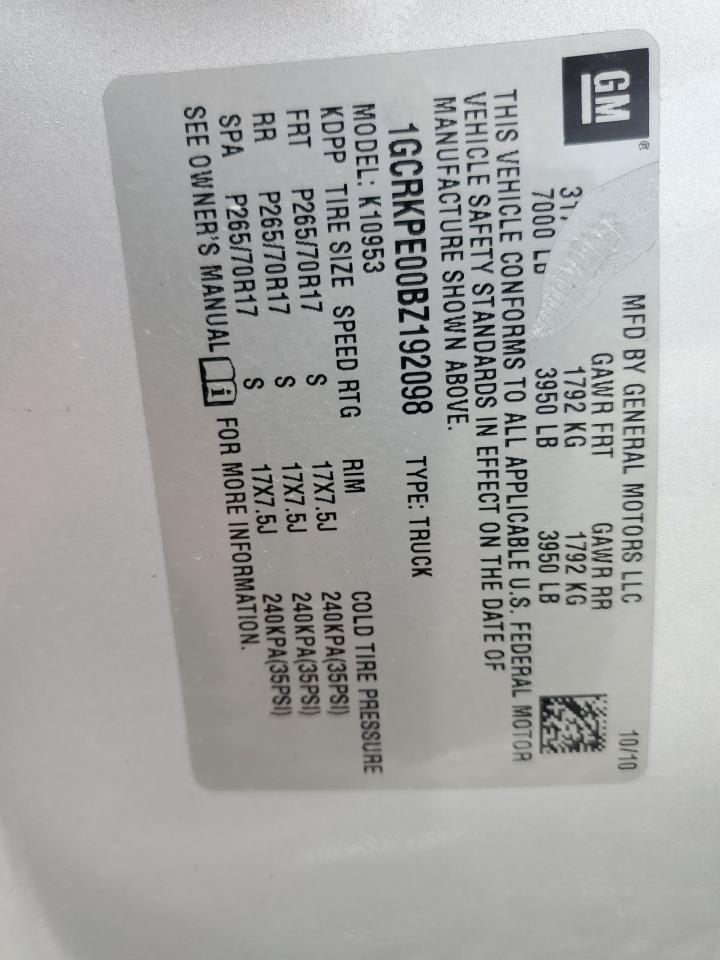 GM
MFD BY GENERAL MOTORS LLC 10/10
GAWR FRT GAWR RR
1792 KG 1792 KG
7000 LB 3950 LB 3950 LB
THIS VEHICLE CONFORMS TO ALL APPLICABLE U.S. FEDERAL MOTOR
VEHICLE SAFETY STANDARDS IN EFFECT ON THE DATE OF
MANUFACTURE SHOWN ABOVE.
1GCRKPE00BZ192098 TYPE: TRUCK
MODEL: K10953
KDPP TIRE SIZE SPEED RTG RIM COLD TIRE PRESSURE
FRT P265/70R17 S 17X7.5J 240KPA(35PSI)
RR P265/70R17 S 17X7.5J 240KPA(35PSI)
SPA P265/70R17 S 17X7.5J 240KPA(35PSI)
SEE OWNER'S MANUAL i FOR MORE INFORMATION.